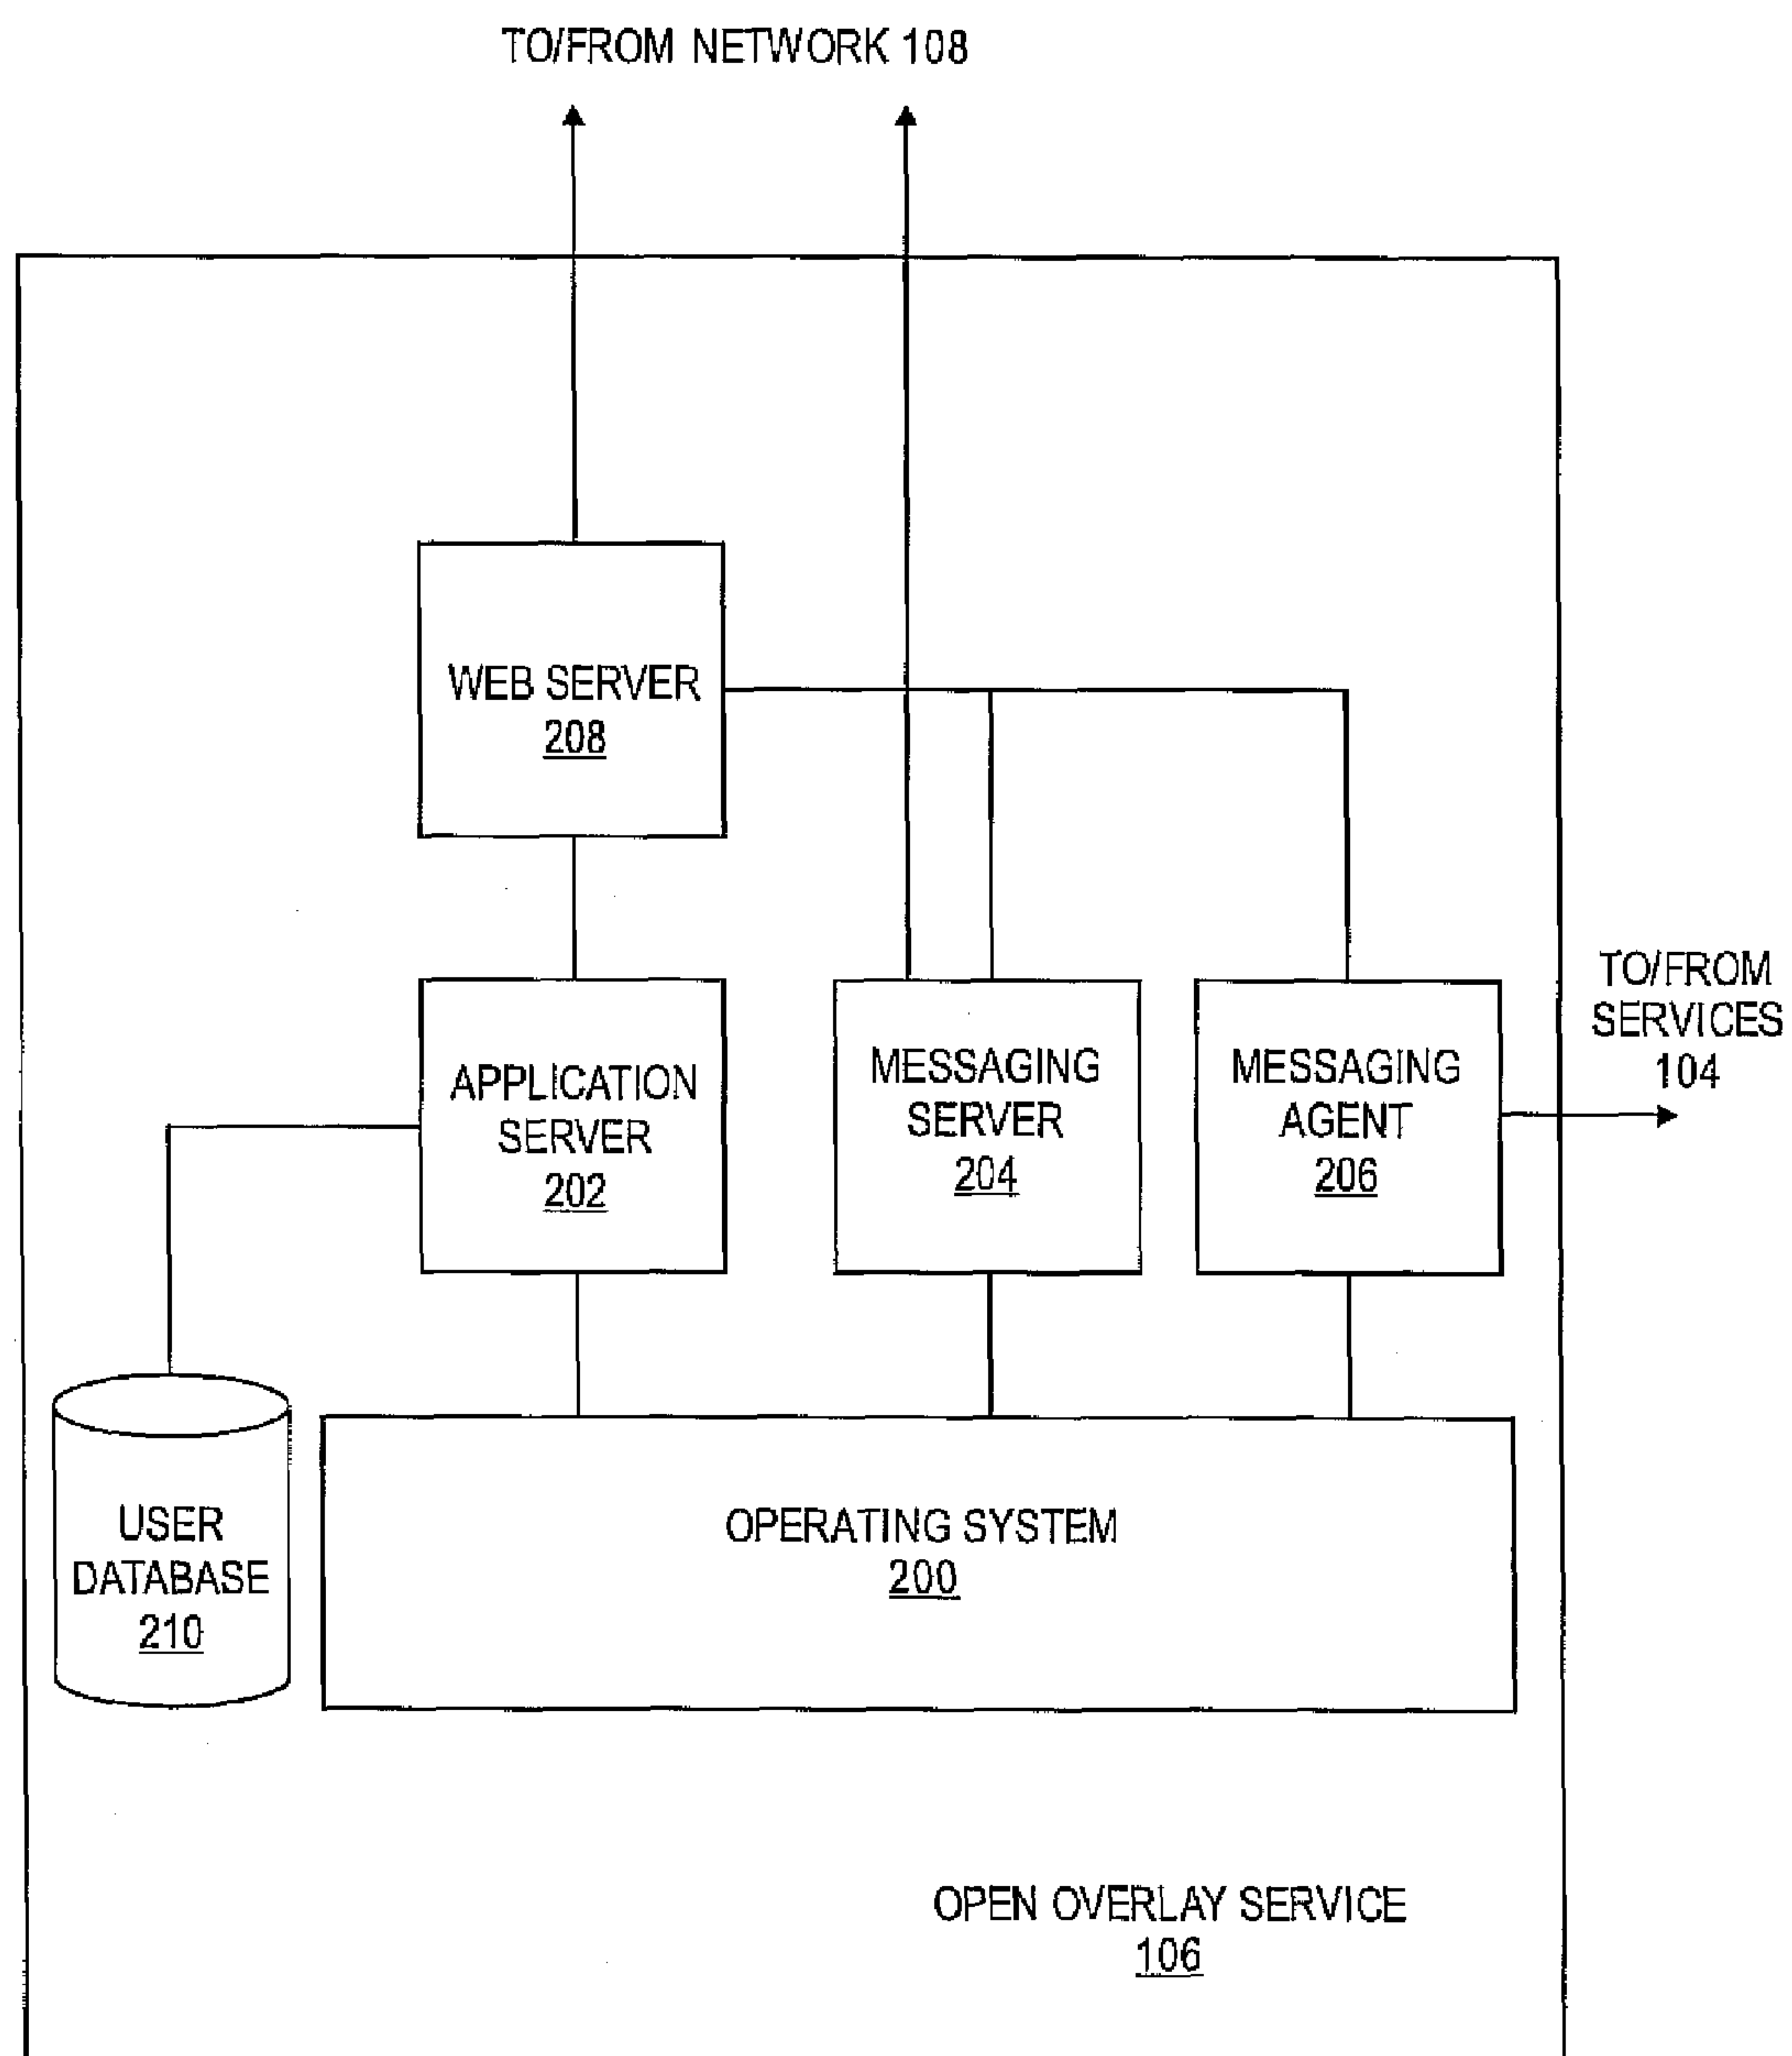 TO/FROM NETWORK 108
WEB SERVER
208
TO/FROM
SERVICES
104
APPLICATION
SERVER
202
MESSAGING
SERVER
204
MESSAGING
AGENT
206
USER
DATABASE
210
OPERATING SYSTEM
200
OPEN OVERLAY SERVICE
106